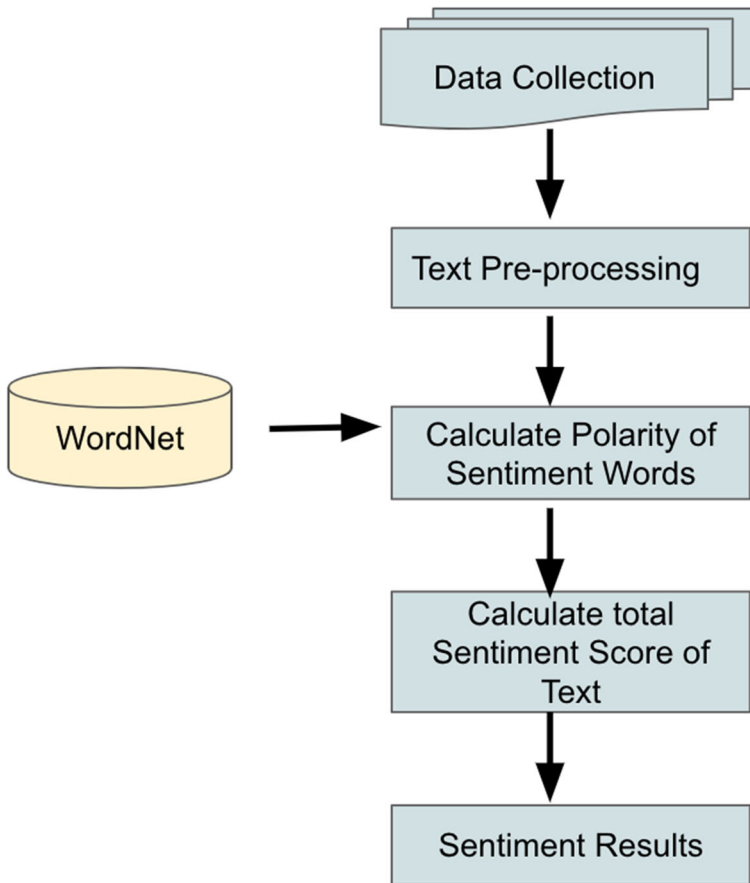 Data Collection
Text Pre-processing
WordNet
Calculate Polarity of
Sentiment Words
Calculate total
Sentiment Score of
Text
Sentiment Results